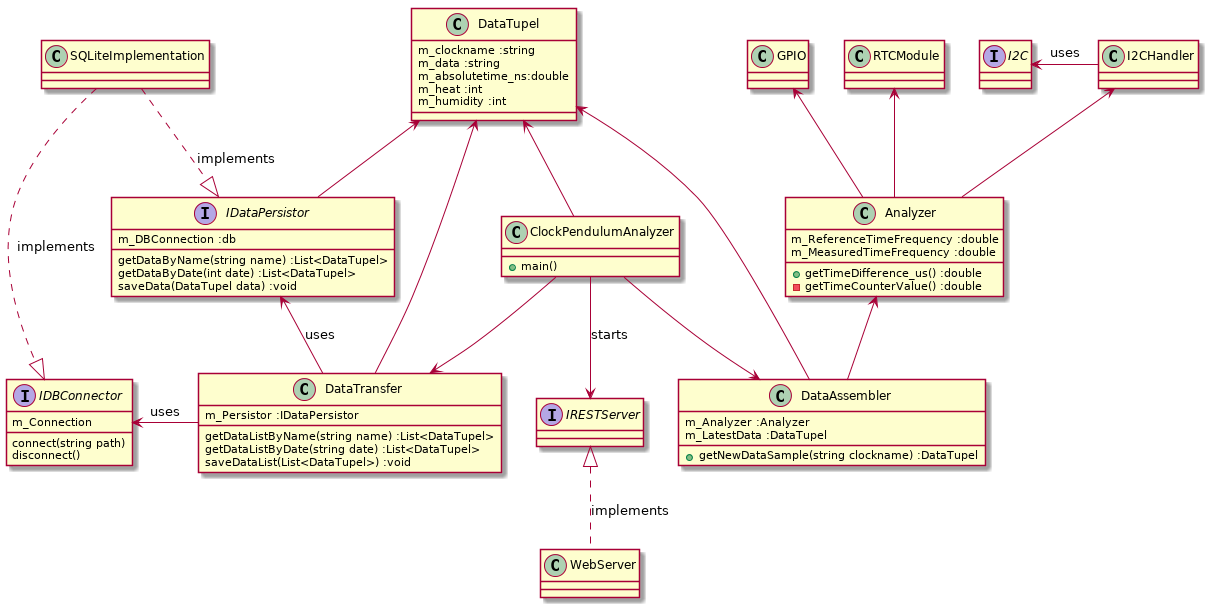 DataTupel
m_clockname :string
m_data :string
m_absolutetime_ns:double
m_heat :int
m_humidity :int
SQLiteImplementation
GPIO
RTCModule
I2C
uses
I2CHandler
implements
implements
IDataPersistor
m_DBConnection :db
getDataByName(string name) :List<DataTupel>
getDataByDate(int date) :List<DataTupel>
saveData(DataTupel data) :void
ClockPendulumAnalyzer
main()
Analyzer
m_ReferenceTimeFrequency :double
m_MeasuredTimeFrequency :double
getTimeDifference_us() :double
getTimeCounterValue() :double
uses
starts
IDBConnector
m_Connection
connect(string path)
disconnect()
uses
DataTransfer
m_Persistor :IDataPersistor
getDataListByName(string name) :List<DataTupel>
getDataListByDate(string date) :List<DataTupel>
saveDataList(List<DataTupel>) :void
IRESTServer
DataAssembler
m_Analyzer :Analyzer
m_LatestData :DataTupel
getNewDataSample(string clockname) :DataTupel
implements
WebServer
C
C
C
C
I
C
I
C
C
I
C
I
C
C